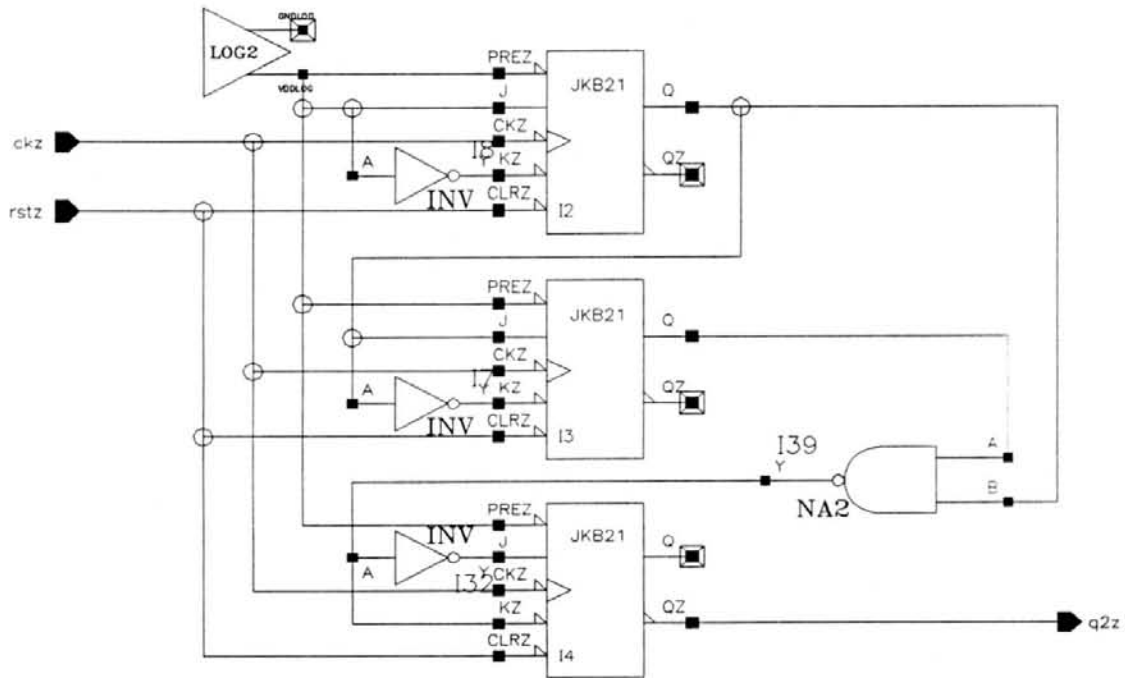 GNDLOG
LOG2
VDDLOG
PREZ
JKB21
J
Q
ckz
CKZ
I8
Y
A
KZ
QZ
INV
CLRZ
rstz
I2
PREZ
JKB21
J
Q
CKZ
I7
Y
A
KZ
QZ
INV
CLRZ
I3
I39
A
Y
B
NA2
PREZ
INV
JKB21
J
Q
A
Y
I32
CKZ
KZ
QZ
q2z
CLRZ
I4